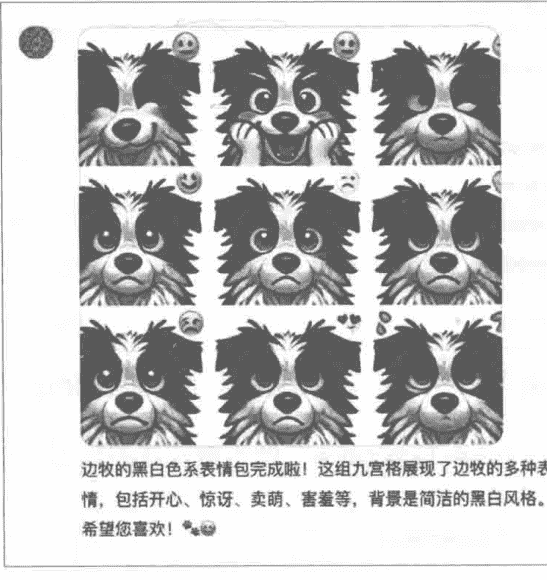 边牧的黑白色系表情包完成啦！这组九宫格展现了边牧的多种表
情，包括开心、惊讶、卖萌、害羞等，背景是简洁的黑白风格。
希望您喜欢！🐾😄